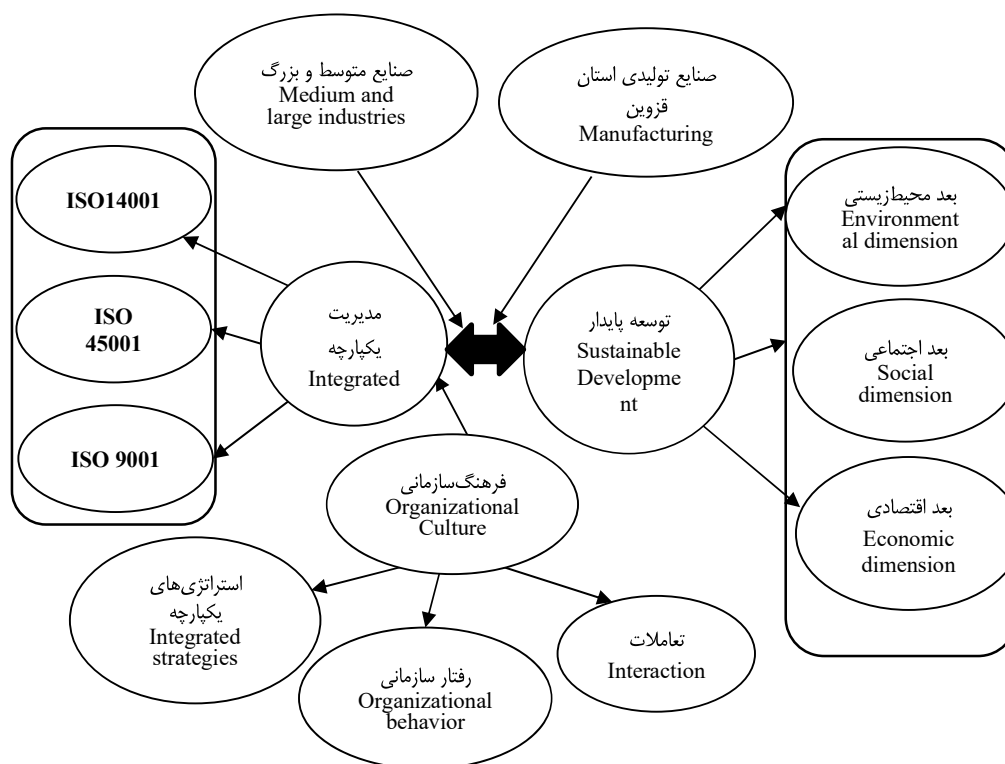 صنایع متوسط و بزرگ
Medium and
large industries
صنایع تولیدی استان
قزوین
Manufacturing
ISO14001
ISO
45001
ISO 9001
مدیریت
یکپارچه
Integrated
توسعه پایدار
Sustainable
Developme
nt
بعد محیط‌زیستی
Environment
al dimension
بعد اجتماعی
Social
dimension
بعد اقتصادی
Economic
dimension
فرهنگ‌سازمانی
Organizational
Culture
استراتژی‌های
یکپارچه
Integrated
strategies
رفتار سازمانی
Organizational
behavior
تعاملات
Interaction